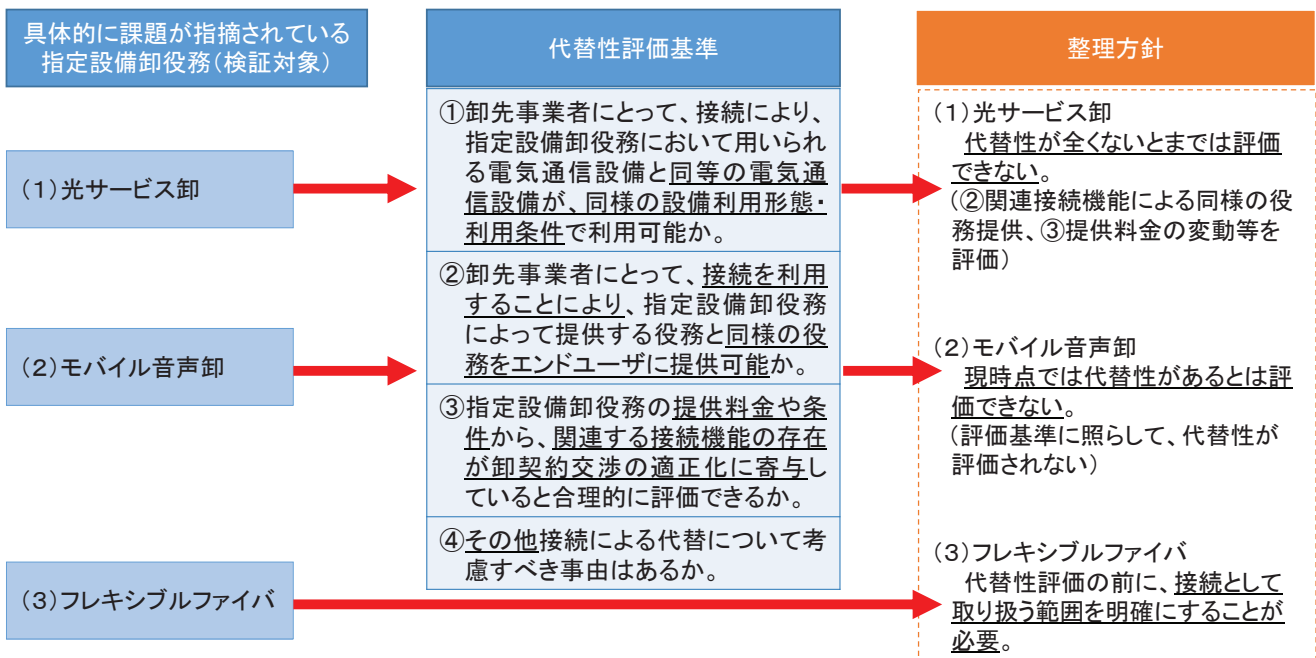 具体的に課題が指摘されている
指定設備卸役務(検証対象)
(1)光サービス卸
(2)モバイル音声卸
(3)フレキシブルファイバ
代替性評価基準
①卸先事業者にとって、接続により、
指定設備卸役務において用いられ
る電気通信設備と同等の電気通
信設備が、同様の設備利用形態・
利用条件で利用可能か。
②卸先事業者にとって、接続を利用
することにより、指定設備卸役務
によって提供する役務と同様の役
務をエンドユーザに提供可能か。
③指定設備卸役務の提供料金や条
件から、関連する接続機能の存在
が卸契約交渉の適正化に寄与し
ていると合理的に評価できるか。
④その他接続による代替について考
慮すべき事由はあるか。
整理方針
(1)光サービス卸
代替性が全くないとまでは評価
できない。
(②関連接続機能による同様の役
務提供、③提供料金の変動等を
評価)
(2)モバイル音声卸
現時点では代替性があるとは評
価できない。
(評価基準に照らして、代替性が
評価されない)
(3)フレキシブルファイバ
代替性評価の前に、接続として
取り扱う範囲を明確にすることが
必要。